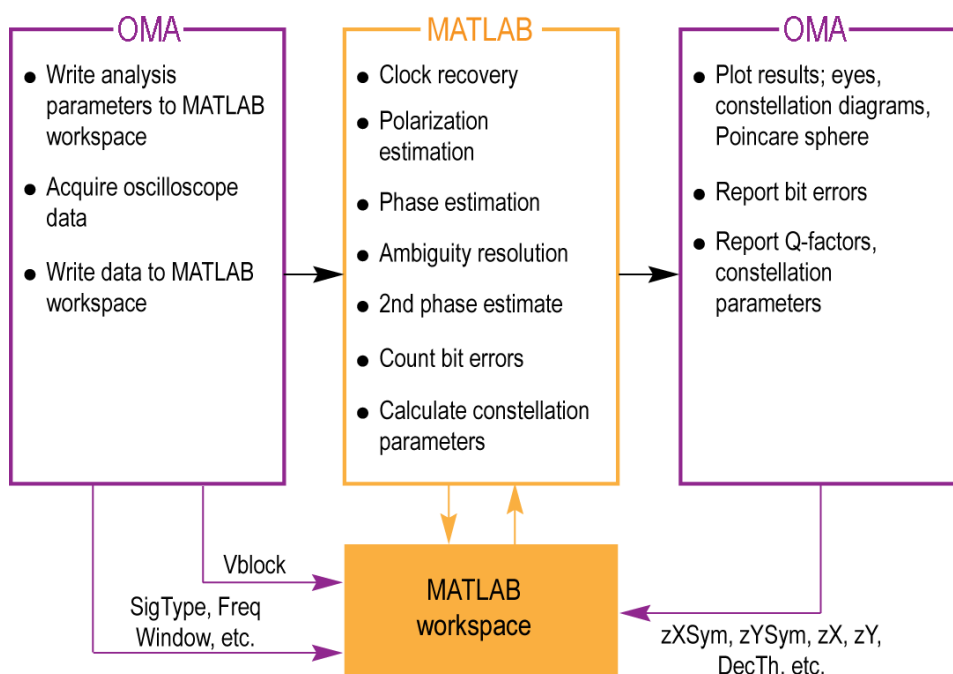 OMA
● Write analysis
parameters to MATLAB
workspace
● Acquire oscilloscope
data
● Write data to MATLAB
workspace
MATLAB
● Clock recovery
● Polarization
estimation
● Phase estimation
● Ambiguity resolution
● 2nd phase estimate
● Count bit errors
● Calculate constellation
parameters
OMA
● Plot results; eyes,
constellation diagrams,
Poincare sphere
● Report bit errors
● Report Q-factors,
constellation
parameters
Vblock
SigType, Freq
Window, etc.
MATLAB
workspace
zXSym, zYSym, zX, zY,
DecTh, etc.